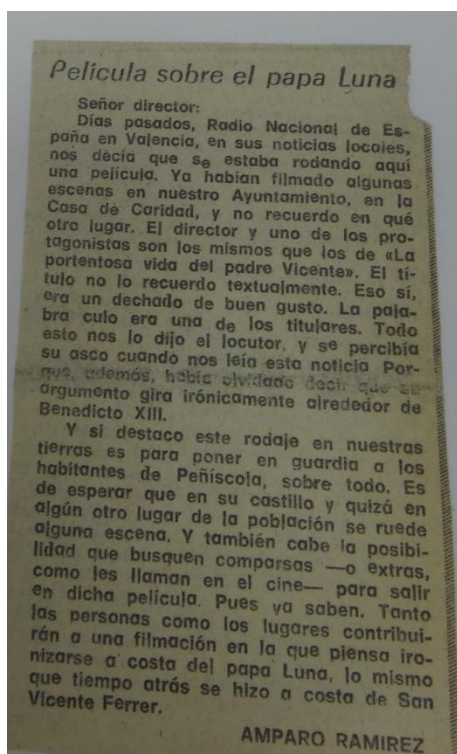 Película sobre el papa Luna
Señor director:
Días pasados, Radio Nacional de Es-
paña en Valencia, en sus noticias locales,
nos decía que se estaba rodando aquí
una película. Ya habían filmado algunas
escenas en nuestro Ayuntamiento, en la
Casa de Caridad, y no recuerdo en qué
otro lugar. El director y uno de los pro-
tagonistas son los mismos que los de «La
portentosa vida del padre Vicente». El tí-
tulo no lo recuerdo textualmente. Eso sí,
era un dechado de buen gusto. La pala-
bra culo era una de los titulares. Todo
esto nos lo dijo el locutor, y se percibía
su asco cuando nos leía esta noticia Por-
que, además, había olvidado decir que su
argumento gira irónicamente alrededor de
Benedicto XIII.
Y si destaco este rodaje en nuestras
tierras es para poner en guardia a los
habitantes de Peñíscola, sobre todo. Es
de esperar que en su castillo y quizá en
algún otro lugar de la población se ruede
alguna escena. Y también cabe la posibi-
lidad que busquen comparsas —o extras,
como les llaman en el cine— para salir
en dicha película. Pues ya saben. Tanto
las personas como los lugares contribui-
rán a una filmación en la que piensa iro-
nizarse a costa del papa Luna, lo mismo
que tiempo atrás se hizo a costa de San
Vicente Ferrer.
AMPARO RAMIREZ